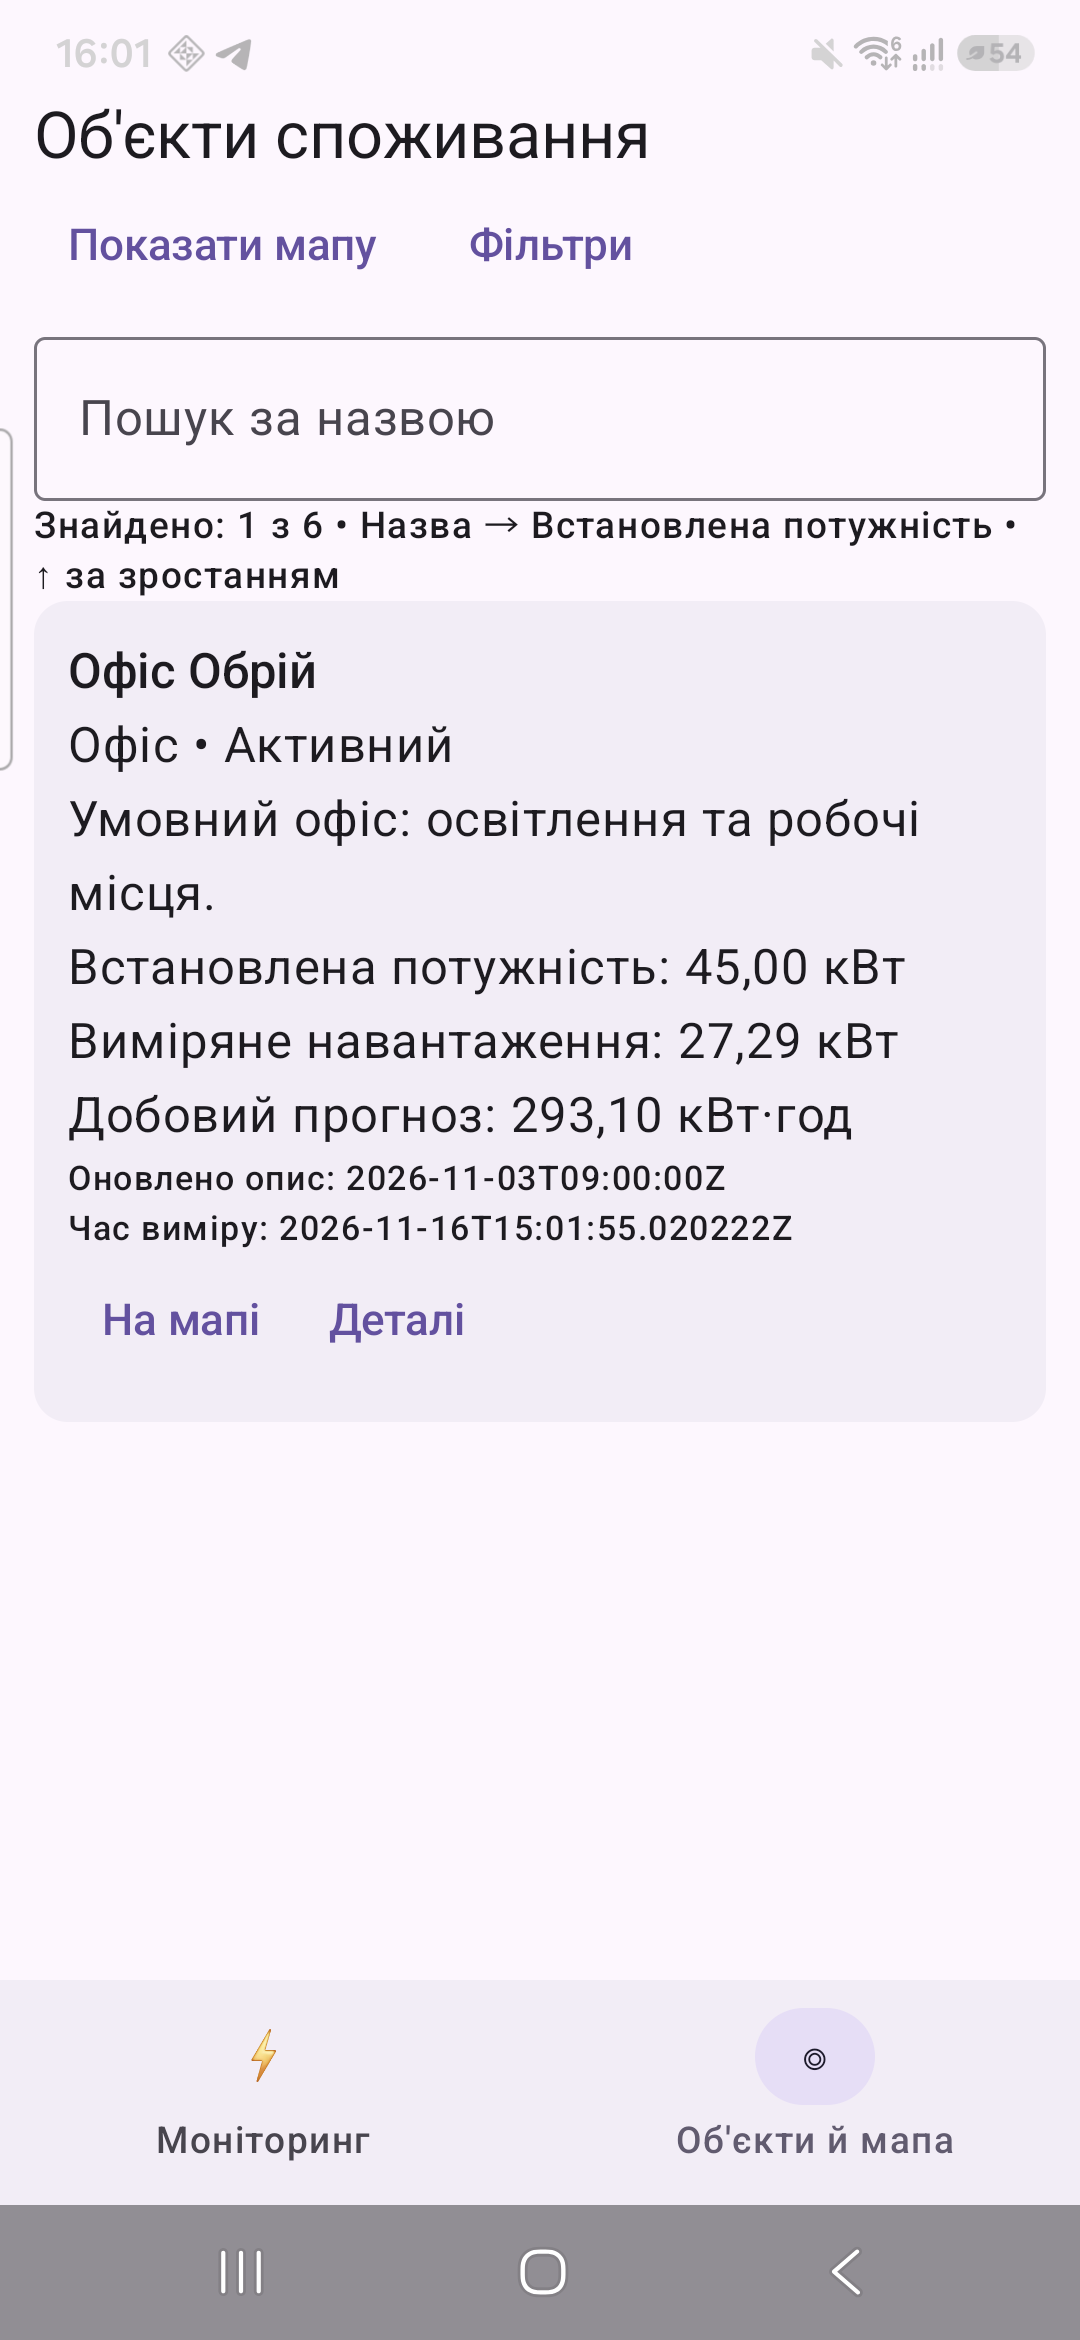 16:01
6
54
Об'єкти споживання
Показати мапу Фільтри
Пошук за назвою
Знайдено: 1 з 6 • Назва → Встановлена потужність •
↑ за зростанням
Офіс Обрій
Офіс • Активний
Умовний офіс: освітлення та робочі
місця.
Встановлена потужність: 45,00 кВт
Виміряне навантаження: 27,29 кВт
Добовий прогноз: 293,10 кВт·год
Оновлено опис: 2026-11-03T09:00:00Z
Час виміру: 2026-11-16T15:01:55.020222Z
На мапі Деталі
Моніторинг Об'єкти й мапа